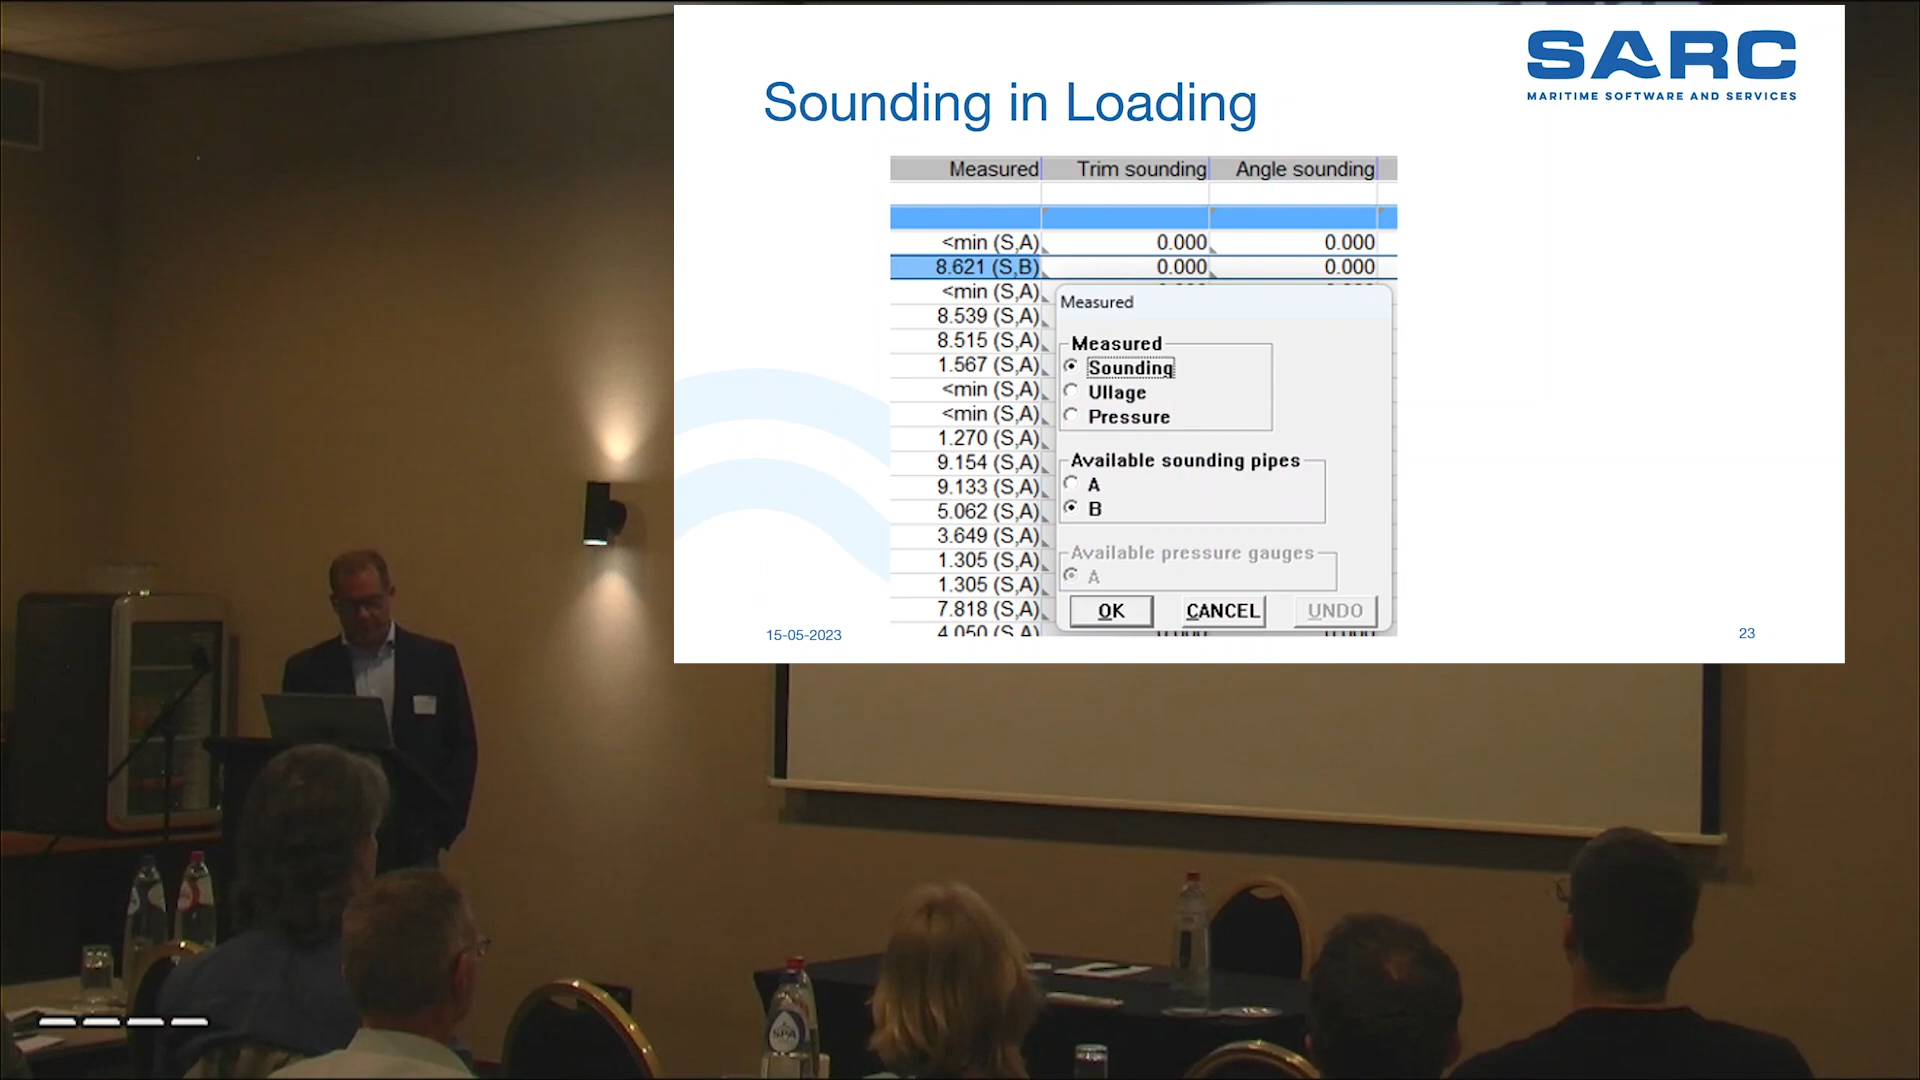 SARC
MARITIME SOFTWARE AND SERVICES
Sounding in Loading
Measured Trim sounding Angle sounding
<min (S,A) 0.000 0.000
8.621 (S,B) 0.000 0.000
<min (S,A)
8.539 (S,A)
8.515 (S,A)
1.567 (S,A)
<min (S,A)
<min (S,A)
1.270 (S,A)
9.154 (S,A)
9.133 (S,A)
5.062 (S,A)
3.649 (S,A)
1.305 (S,A)
1.305 (S,A)
7.818 (S,A)
4.050 (S,A)
Measured
Measured
Sounding
Ullage
Pressure
Available sounding pipes
A
B
Available pressure gauges
A
OK CANCEL UNDO
15-05-2023
23
SPA